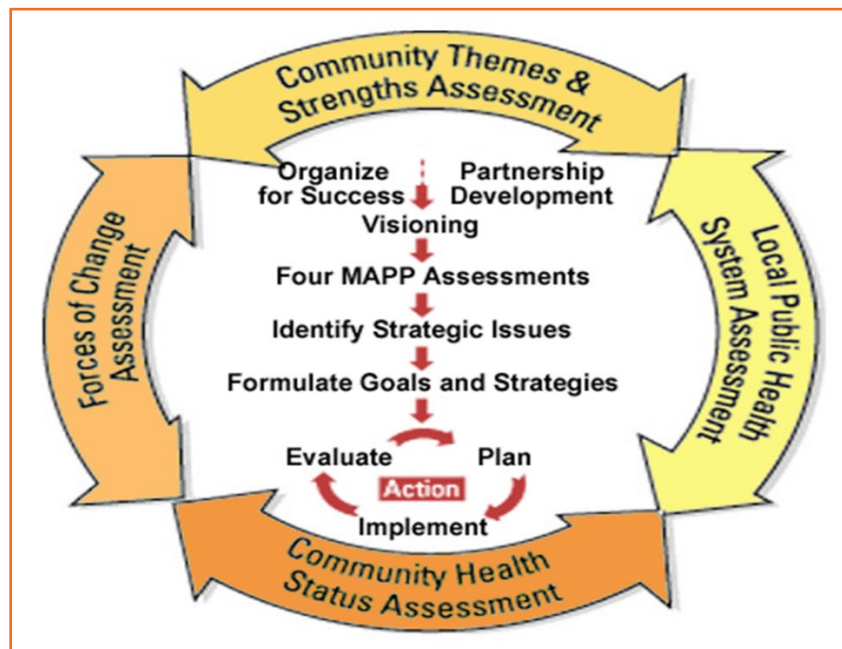 Community Themes &
Strengths Assessment
Organize
for Success
Partnership
Development
Visioning
Four MAPP Assessments
Identify Strategic Issues
Formulate Goals and Strategies
Evaluate
Plan
Action
Implement
Forces of Change
Assessment
Local Public Health
System Assessment
Community Health
Status Assessment